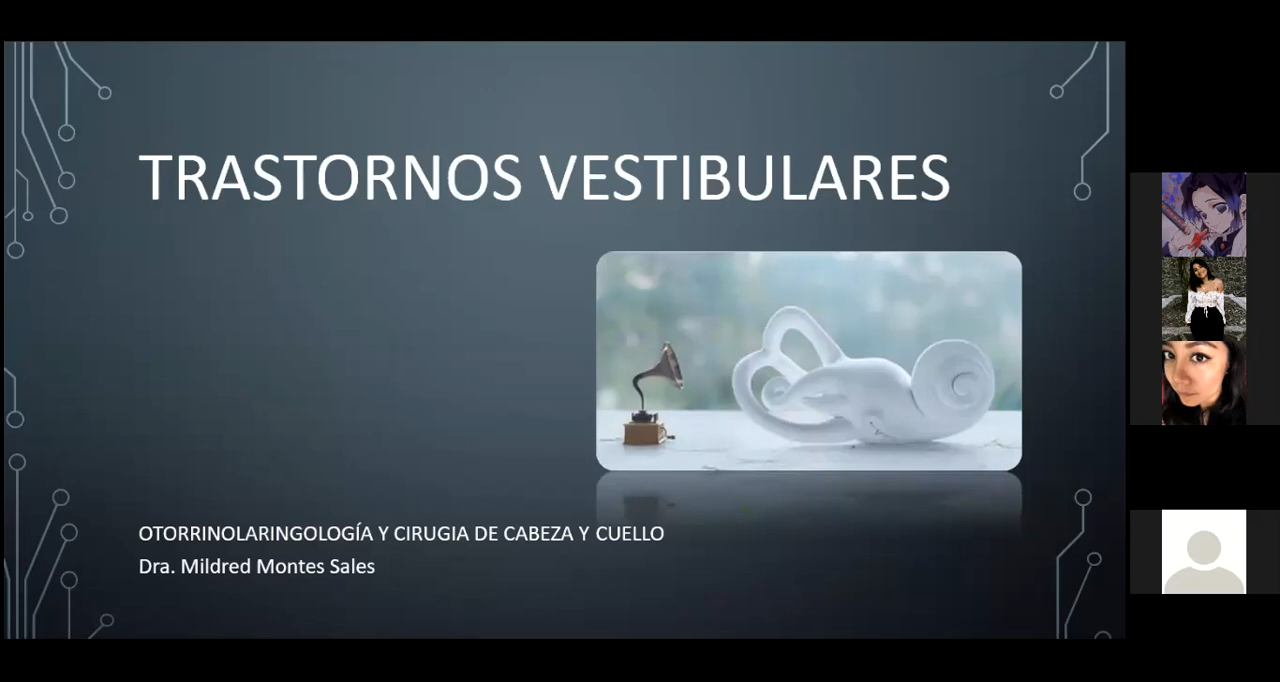 TRASTORNOS VESTIBULARES
OTORRINOLARINGOLOGÍA Y CIRUGIA DE CABEZA Y CUELLO
Dra. Mildred Montes Sales